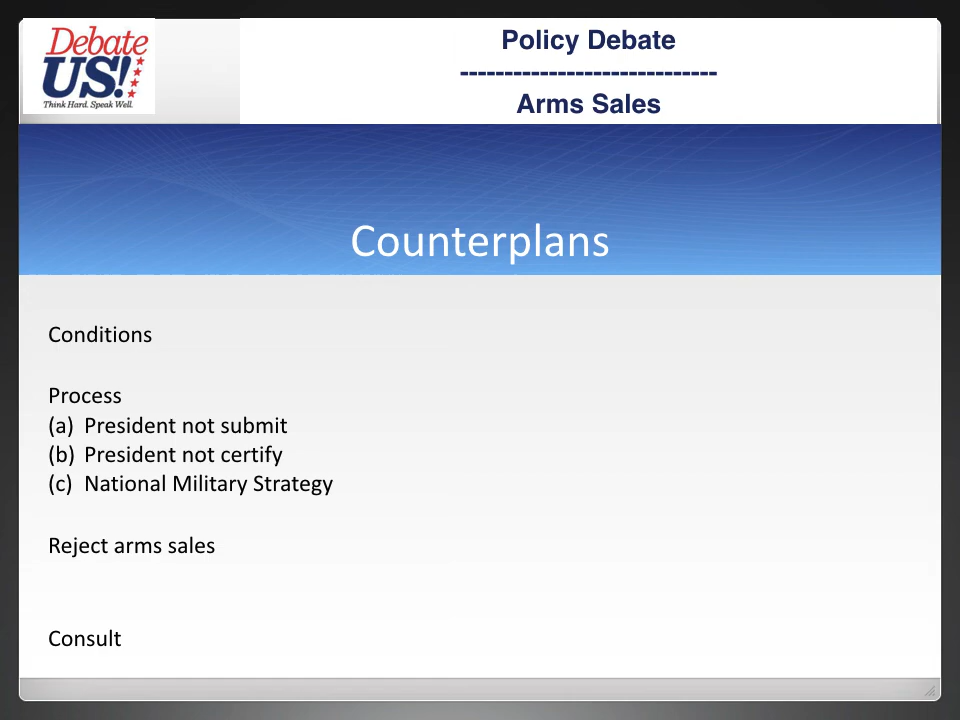 Debate
US!
Think Hard. Speak Well.
Policy Debate
-----------------------------
Arms Sales
Counterplans
Conditions
Process
(a) President not submit
(b) President not certify
(c) National Military Strategy
Reject arms sales
Consult